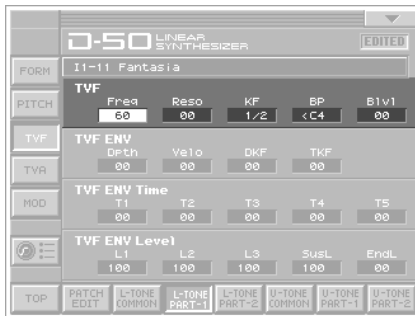 D-50 LINEAR SYNTHESIZER EDITED
I1-11 Fantasia
FORM
PITCH
TVF
TVA
MOD
TVF
Freq Reso KF BP Blvl
60 00 1/2 <C4 00
TVF ENV
Dpth Velo DKF TKF
00 00 00 00
TVF ENV Time
T1 T2 T3 T4 T5
00 00 00 00 00
TVF ENV Level
L1 L2 L3 SusL EndL
100 100 100 100 00
TOP
PATCH EDIT
L-TONE COMMON
L-TONE PART-1
L-TONE PART-2
U-TONE COMMON
U-TONE PART-1
U-TONE PART-2